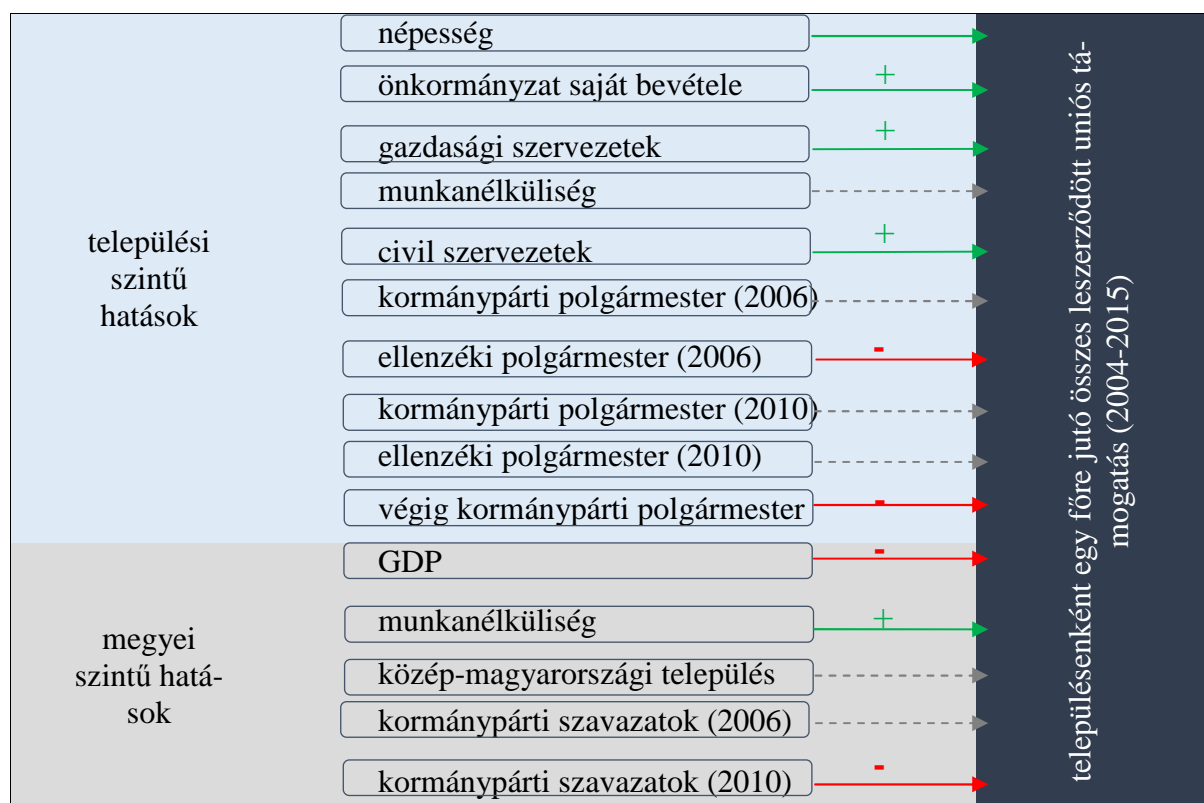 népesség
önkormányzat saját bevétele
+
gazdasági szervezetek
+
munkanélküliség
civil szervezetek
+
kormánypárti polgármester (2006)
ellenzéki polgármester (2006)
-
kormánypárti polgármester (2010)
ellenzéki polgármester (2010)
végig kormánypárti polgármester
-
települési
szintű
hatások
GDP
-
munkanélküliség
+
közép-magyarországi település
kormánypárti szavazatok (2006)
kormánypárti szavazatok (2010)
-
megyei
szintű hatá-
sok
településenként egy főre jutó összes leszerződött uniós tá-
mogatás (2004-2015)